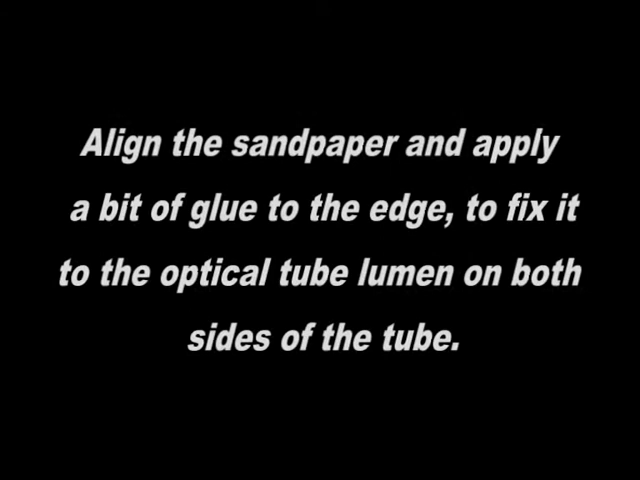 Align the sandpaper and apply
a bit of glue to the edge, to fix it
to the optical tube lumen on both
sides of the tube.